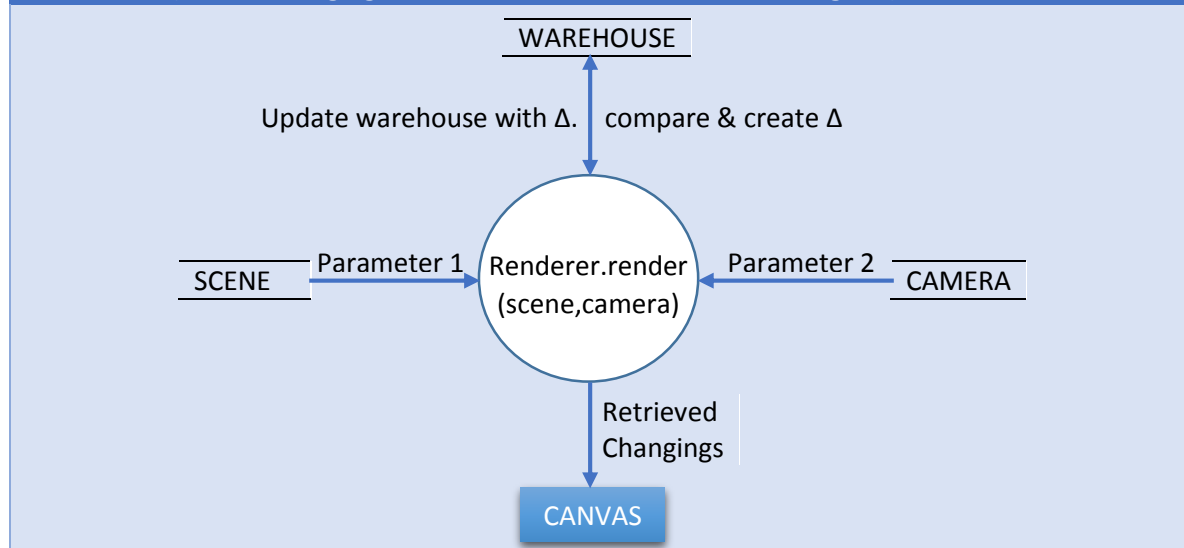 WAREHOUSE
Update warehouse with Δ. compare & create Δ
Parameter 1
Parameter 2
SCENE
Renderer.render
(scene,camera)
CAMERA
Retrieved
Changings
CANVAS